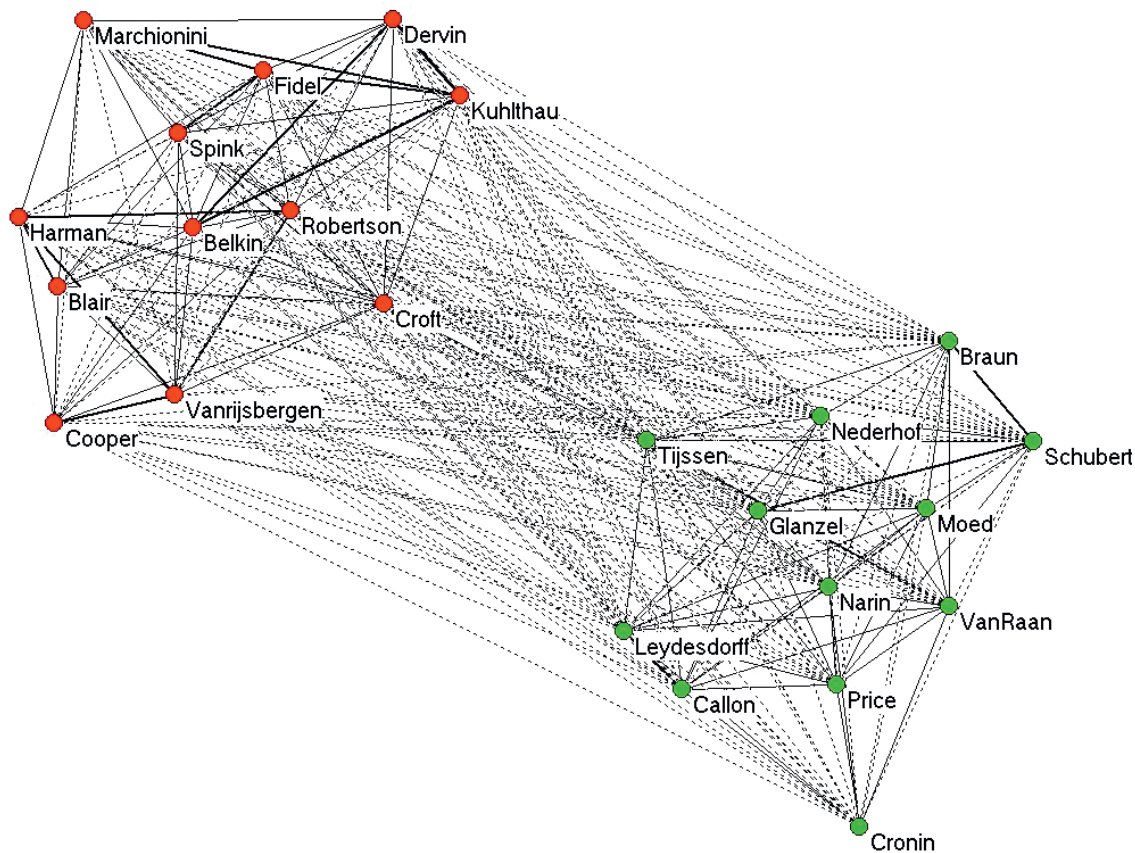 Marchionini
Dervin
Fidel
Kuhlthau
Spink
Harman
Belkin
Robertson
Blair
Croft
Vanrijsbergen
Cooper
Braun
Nederhof
Tijssen
Schubert
Glanzel
Moed
Narin
VanRaan
Leydesdorff
Callon
Price
Cronin